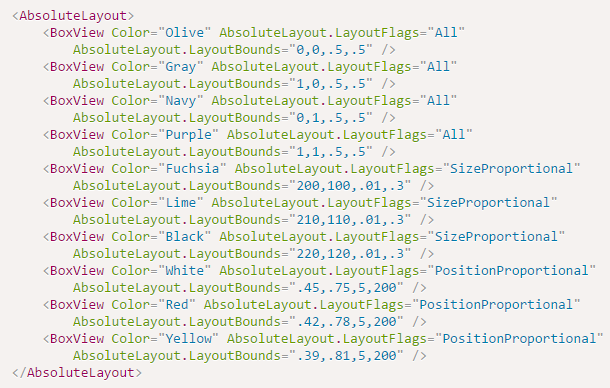 <AbsoluteLayout>
    <BoxView Color="Olive" AbsoluteLayout.LayoutFlags="All"
        AbsoluteLayout.LayoutBounds="0,0,.5,.5" />
    <BoxView Color="Gray" AbsoluteLayout.LayoutFlags="All"
        AbsoluteLayout.LayoutBounds="1,0,.5,.5" />
    <BoxView Color="Navy" AbsoluteLayout.LayoutFlags="All"
        AbsoluteLayout.LayoutBounds="0,1,.5,.5" />
    <BoxView Color="Purple" AbsoluteLayout.LayoutFlags="All"
        AbsoluteLayout.LayoutBounds="1,1,.5,.5" />
    <BoxView Color="Fuchsia" AbsoluteLayout.LayoutFlags="SizeProportional"
        AbsoluteLayout.LayoutBounds="200,100,.01,.3" />
    <BoxView Color="Lime" AbsoluteLayout.LayoutFlags="SizeProportional"
        AbsoluteLayout.LayoutBounds="210,110,.01,.3" />
    <BoxView Color="Black" AbsoluteLayout.LayoutFlags="SizeProportional"
        AbsoluteLayout.LayoutBounds="220,120,.01,.3" />
    <BoxView Color="White" AbsoluteLayout.LayoutFlags="PositionProportional"
        AbsoluteLayout.LayoutBounds=".45,.75,5,200" />
    <BoxView Color="Red" AbsoluteLayout.LayoutFlags="PositionProportional"
        AbsoluteLayout.LayoutBounds=".42,.78,5,200" />
    <BoxView Color="Yellow" AbsoluteLayout.LayoutFlags="PositionProportional"
        AbsoluteLayout.LayoutBounds=".39,.81,5,200" />
</AbsoluteLayout>